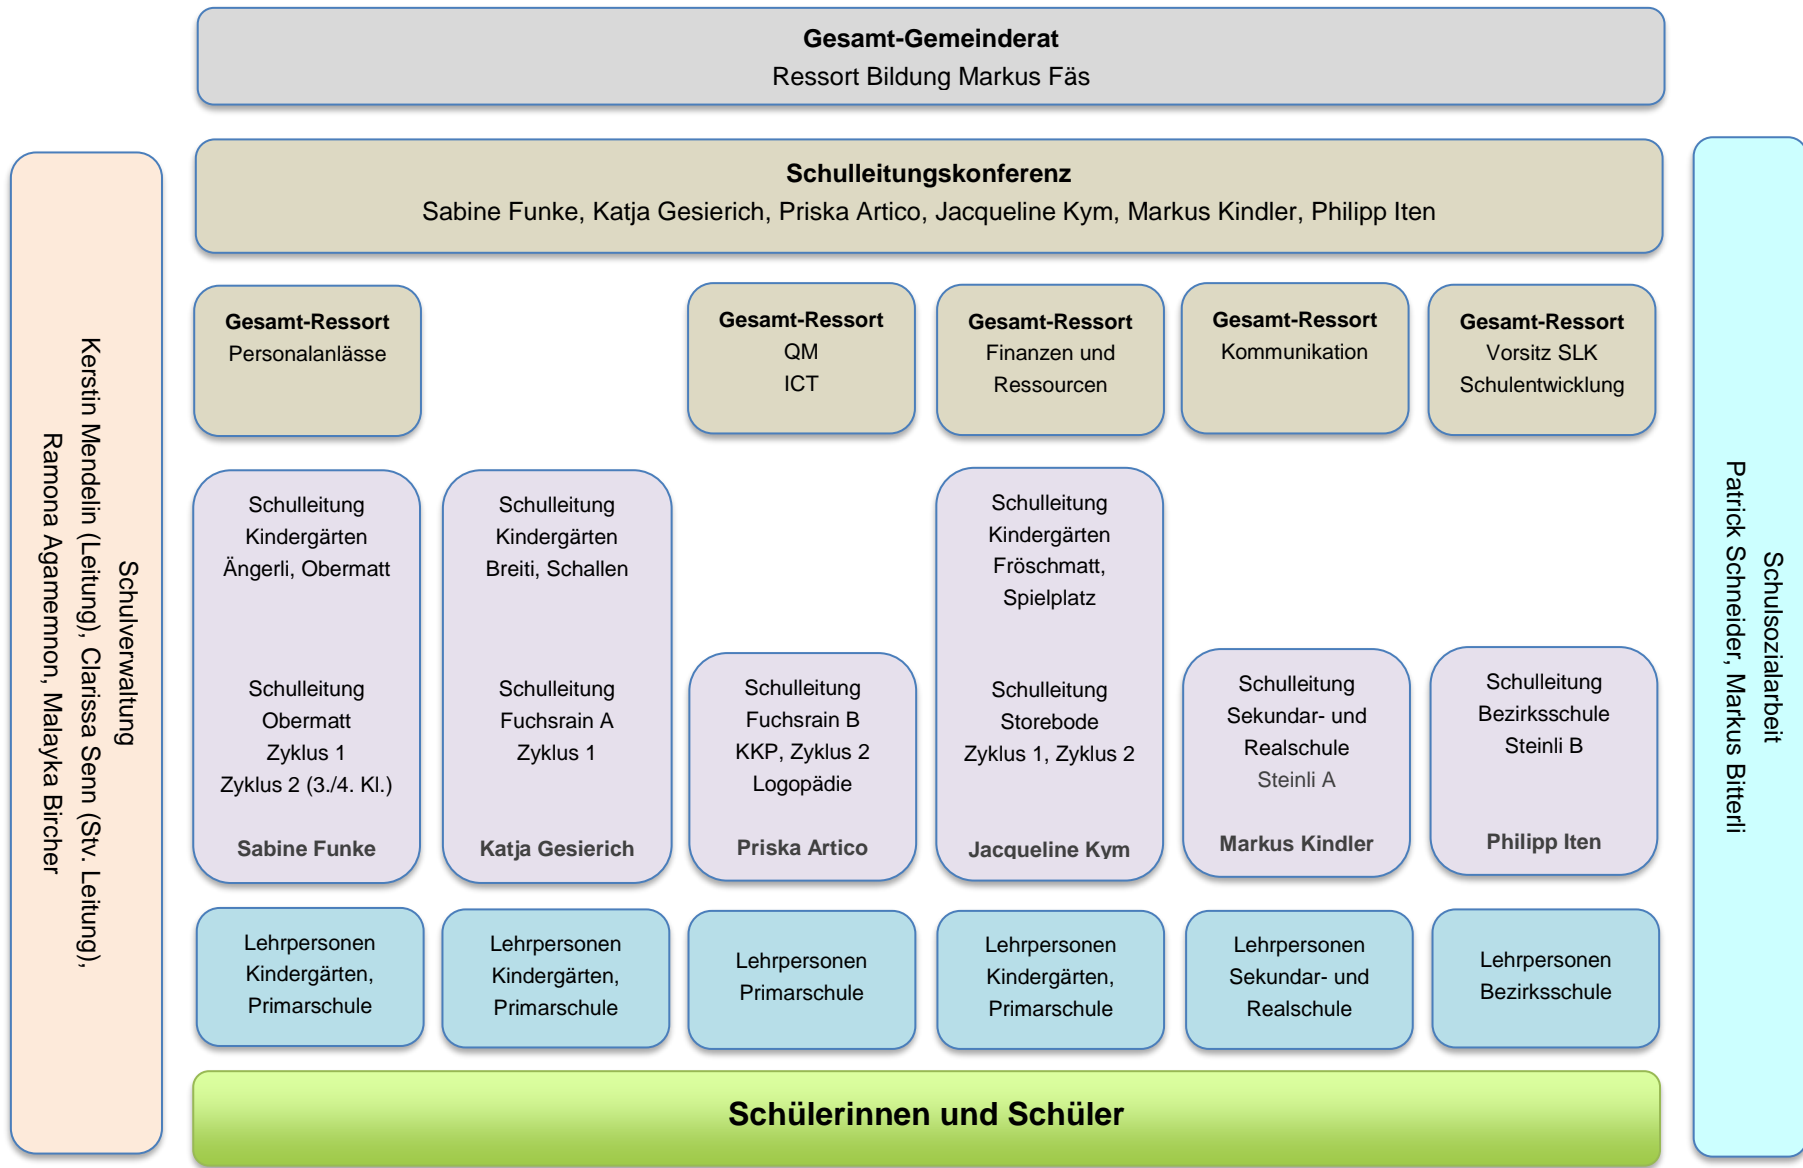 Gesamt-Gemeinderat
Ressort Bildung Markus Fäs
Schulleitungskonferenz
Sabine Funke, Katja Gesierich, Priska Artico, Jacqueline Kym, Markus Kindler, Philipp Iten
Schulverwaltung
Kerstin Mendelin (Leitung), Clarissa Senn (Stv. Leitung),
Ramona Agamemnon, Malayka Bircher
Gesamt-Ressort
Personalanlässe
Gesamt-Ressort
QM
ICT
Gesamt-Ressort
Finanzen und
Ressourcen
Gesamt-Ressort
Kommunikation
Gesamt-Ressort
Vorsitz SLK
Schulentwicklung
Schulleitung
Kindergärten
Ängerli, Obermatt
Schulleitung
Obermatt
Zyklus 1
Zyklus 2 (3./4. Kl.)
Sabine Funke
Schulleitung
Kindergärten
Breiti, Schallen
Schulleitung
Fuchsrain A
Zyklus 1
Katja Gesierich
Schulleitung
Fuchsrain B
KKP, Zyklus 2
Logopädie
Priska Artico
Schulleitung
Kindergärten
Fröschmatt,
Spielplatz
Schulleitung
Storebode
Zyklus 1, Zyklus 2
Jacqueline Kym
Schulleitung
Sekundar- und
Realschule
Steinli A
Markus Kindler
Schulleitung
Bezirksschule
Steinli B
Philipp Iten
Schulsozialarbeit
Patrick Schneider, Markus Bitterli
Lehrpersonen
Kindergärten,
Primarschule
Lehrpersonen
Kindergärten,
Primarschule
Lehrpersonen
Primarschule
Lehrpersonen
Kindergärten,
Primarschule
Lehrpersonen
Sekundar- und
Realschule
Lehrpersonen
Bezirksschule
Schülerinnen und Schüler